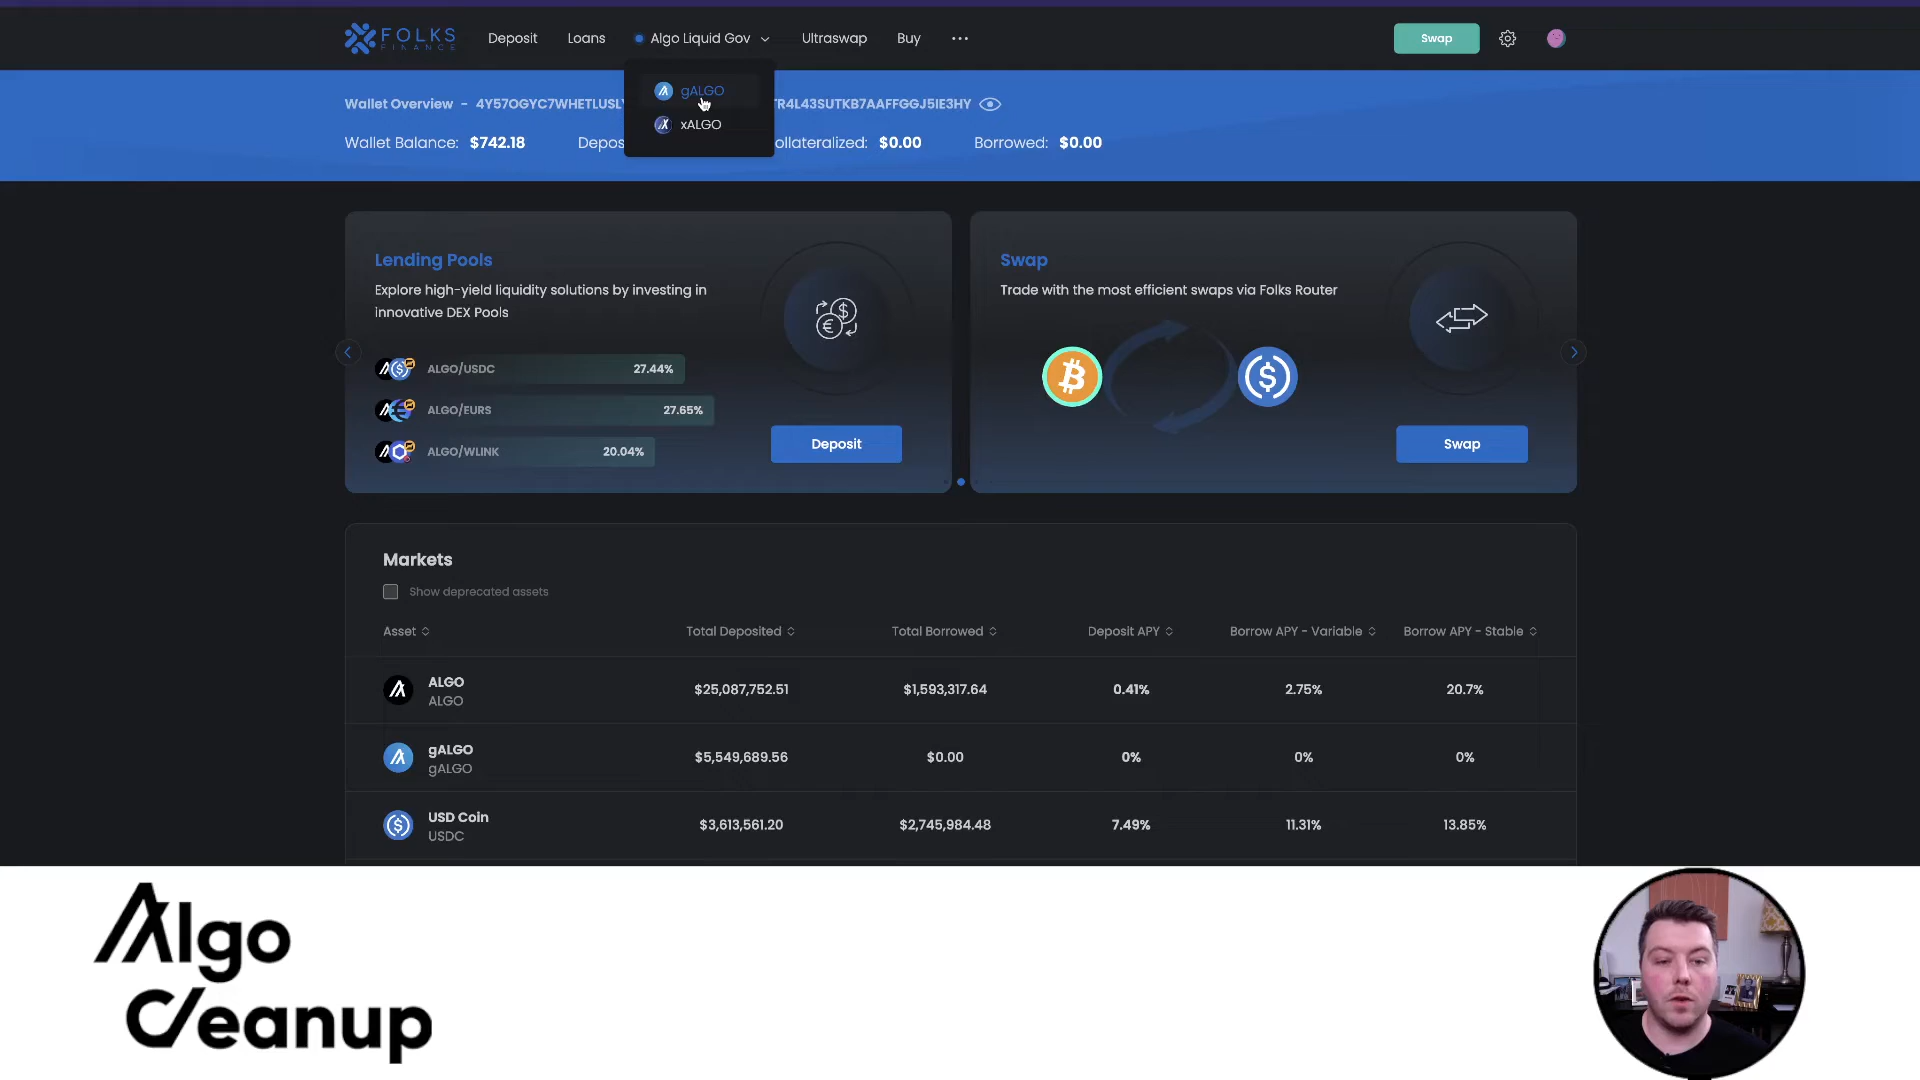 FOLKS
FINANCE
Deposit
Loans
Algo Liquid Gov
Ultraswap
Buy
Swap
gALGO
xALGO
Wallet Overview - 4Y57OGYC7WHETLUSLY TR4L43SUTKB7AAFFGGJ5IE3HY
Wallet Balance: $742.18
Depos
ollateralized: $0.00
Borrowed: $0.00
Lending Pools
Explore high-yield liquidity solutions by investing in
innovative DEX Pools
ALGO/USDC 27.44%
ALGO/EURS 27.65%
ALGO/WLINK 20.04%
Deposit
Swap
Trade with the most efficient swaps via Folks Router
Swap
Markets
Show deprecated assets
Asset Total Deposited Total Borrowed Deposit APY Borrow APY - Variable Borrow APY - Stable
ALGO
ALGO
$25,087,752.51 $1,593,317.64 0.41% 2.75% 20.7%
gALGO
gALGO
$5,549,689.56 $0.00 0% 0% 0%
USD Coin
USDC
$3,613,561.20 $2,745,984.48 7.49% 11.31% 13.85%
Algo
Cleanup